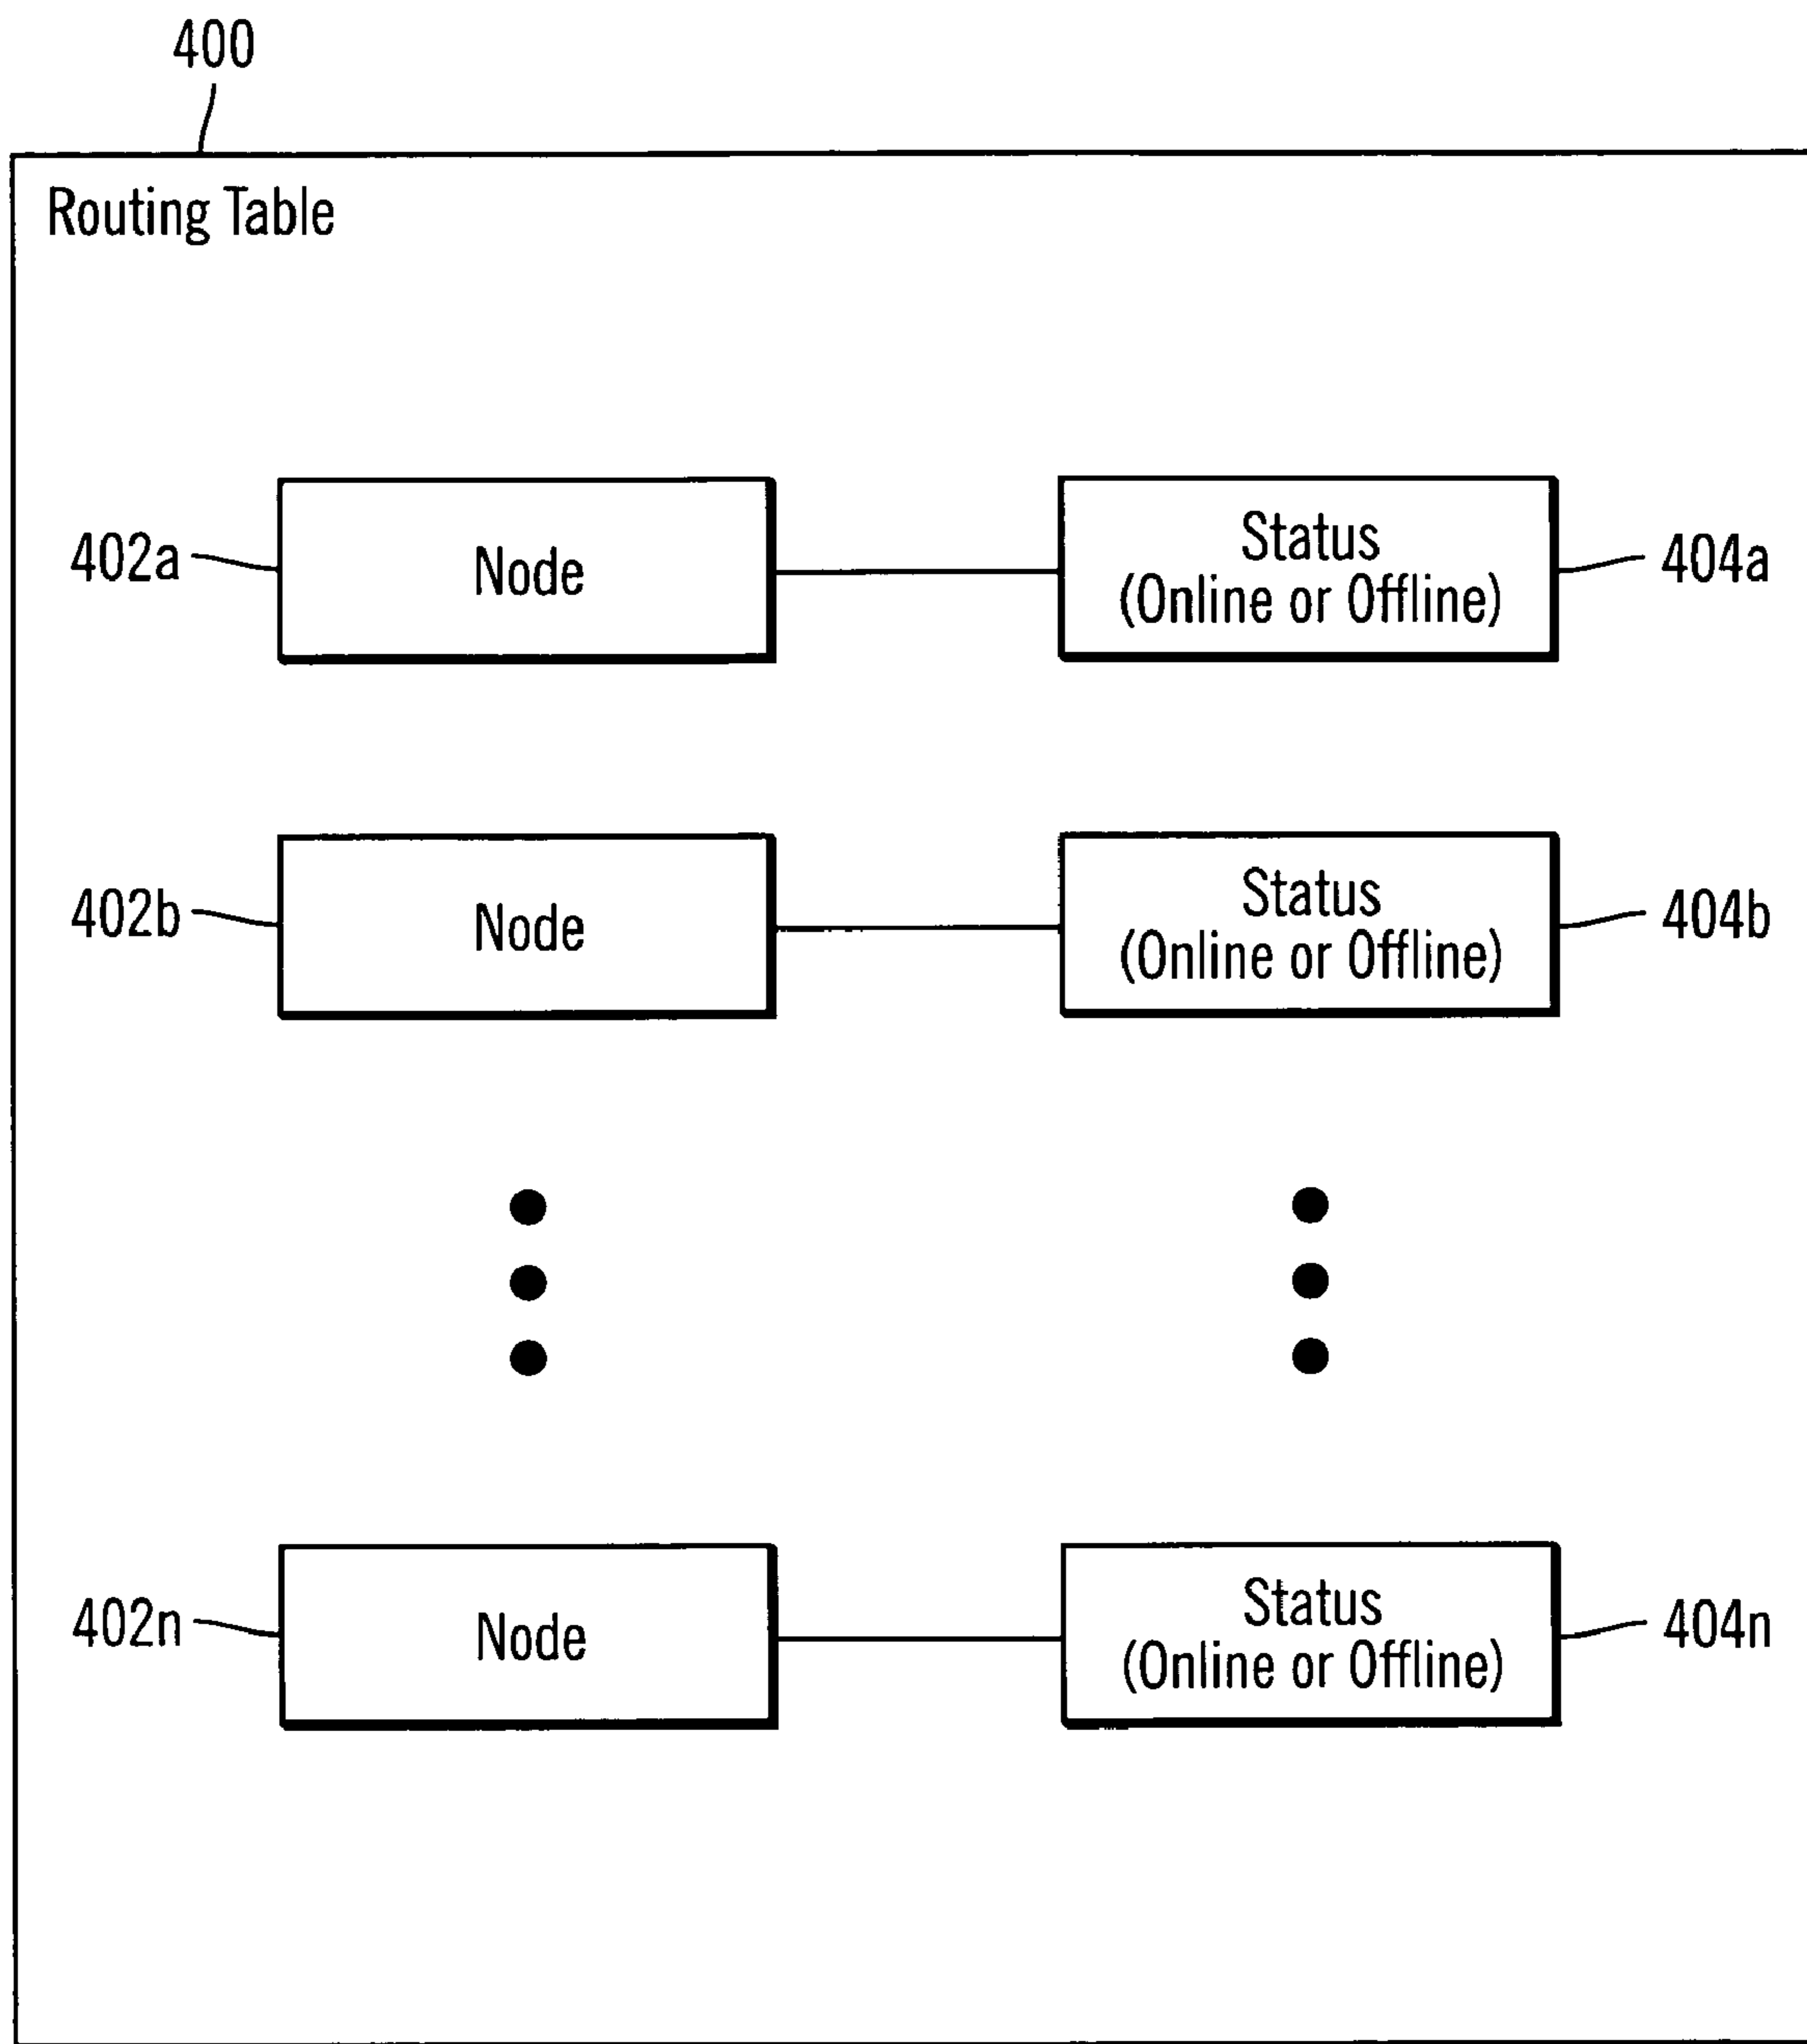 400
Routing Table
402a
Node
Status
(Online or Offline)
404a
402b
Node
Status
(Online or Offline)
404b
402n
Node
Status
(Online or Offline)
404n